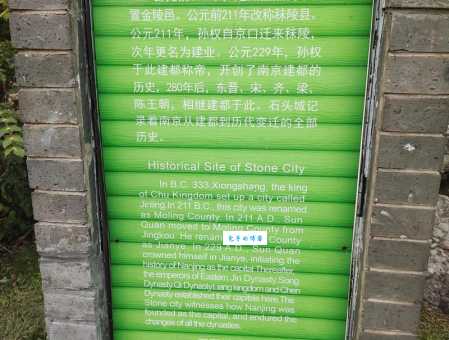 置金陵邑。公元前211年改称秣陵县。
公元211年，孙权自京口迁来秣陵，
次年更名为建业。公元229年，孙权
于此建都称帝，开创了南京建都的
历史，280年后，东晋、宋、齐、梁、
陈王朝，相继建都于此。石头城记
录着南京从建都到历代变迁的全部
历史。
Historical Site of Stone City
In B.C. 333 Xiongshang, the king
of Chu Kingdom set up a city called
Jinling.In 211 B.C., this city was renamed
as Moling County. In 211 A.D., Sun
Quan moved to Moling County from
Jingkou. He renamed County
as Jianye. In 229 A.D., Sun Quan
crowned himself in Jianye, initiating the
history of Nanjing as the capital.Thereafter,
the emperors of Eastern Jin Dynasty,Song
Dynasty,Qi Dynasty,Liang kingdom and Chen
Dynasty established their capitals here.The
Stone city witnesses how Nanjing was
founded as the capital, and endured the
changes of all the dynasties.